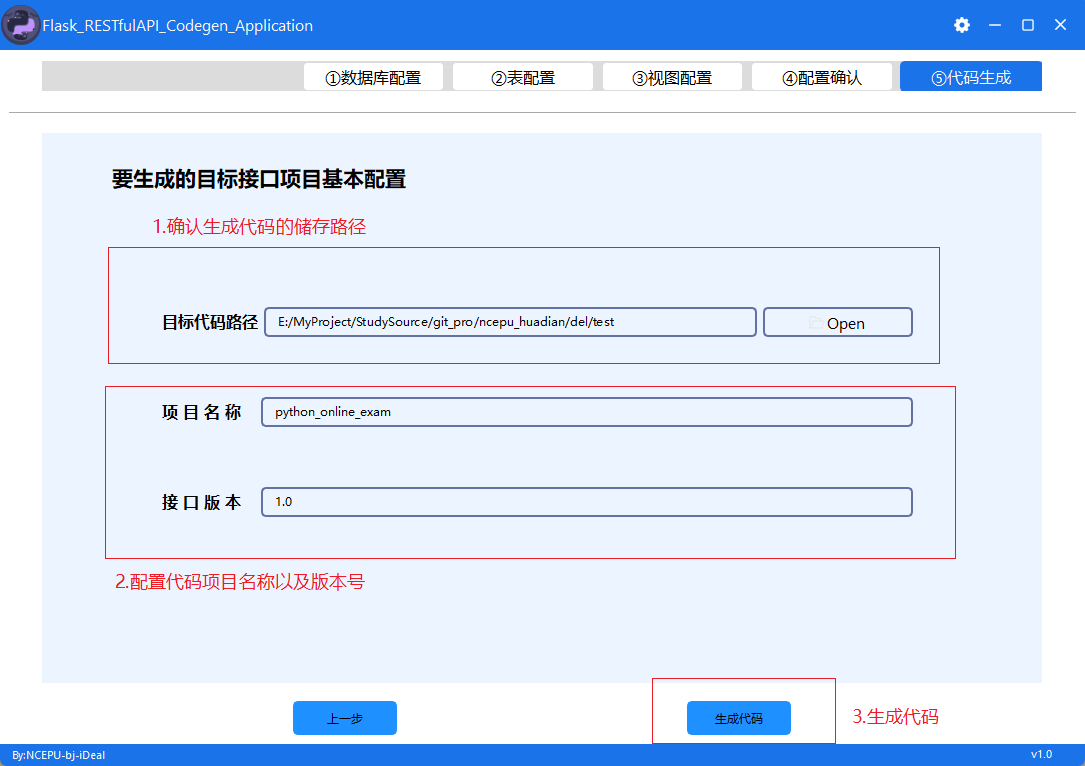 Flask_RESTfulAPI_Codegen_Application
①数据库配置 ②表配置 ③视图配置 ④配置确认 ⑤代码生成
要生成的目标接口项目基本配置
1.确认生成代码的储存路径
目标代码路径 E:/MyProject/StudySource/git_pro/ncepu_huadian/del/test Open
项目名称 python_online_exam
接口版本 1.0
2.配置代码项目名称以及版本号
上一步 生成代码 3.生成代码
By:NCEPU-bj-iDeal v1.0